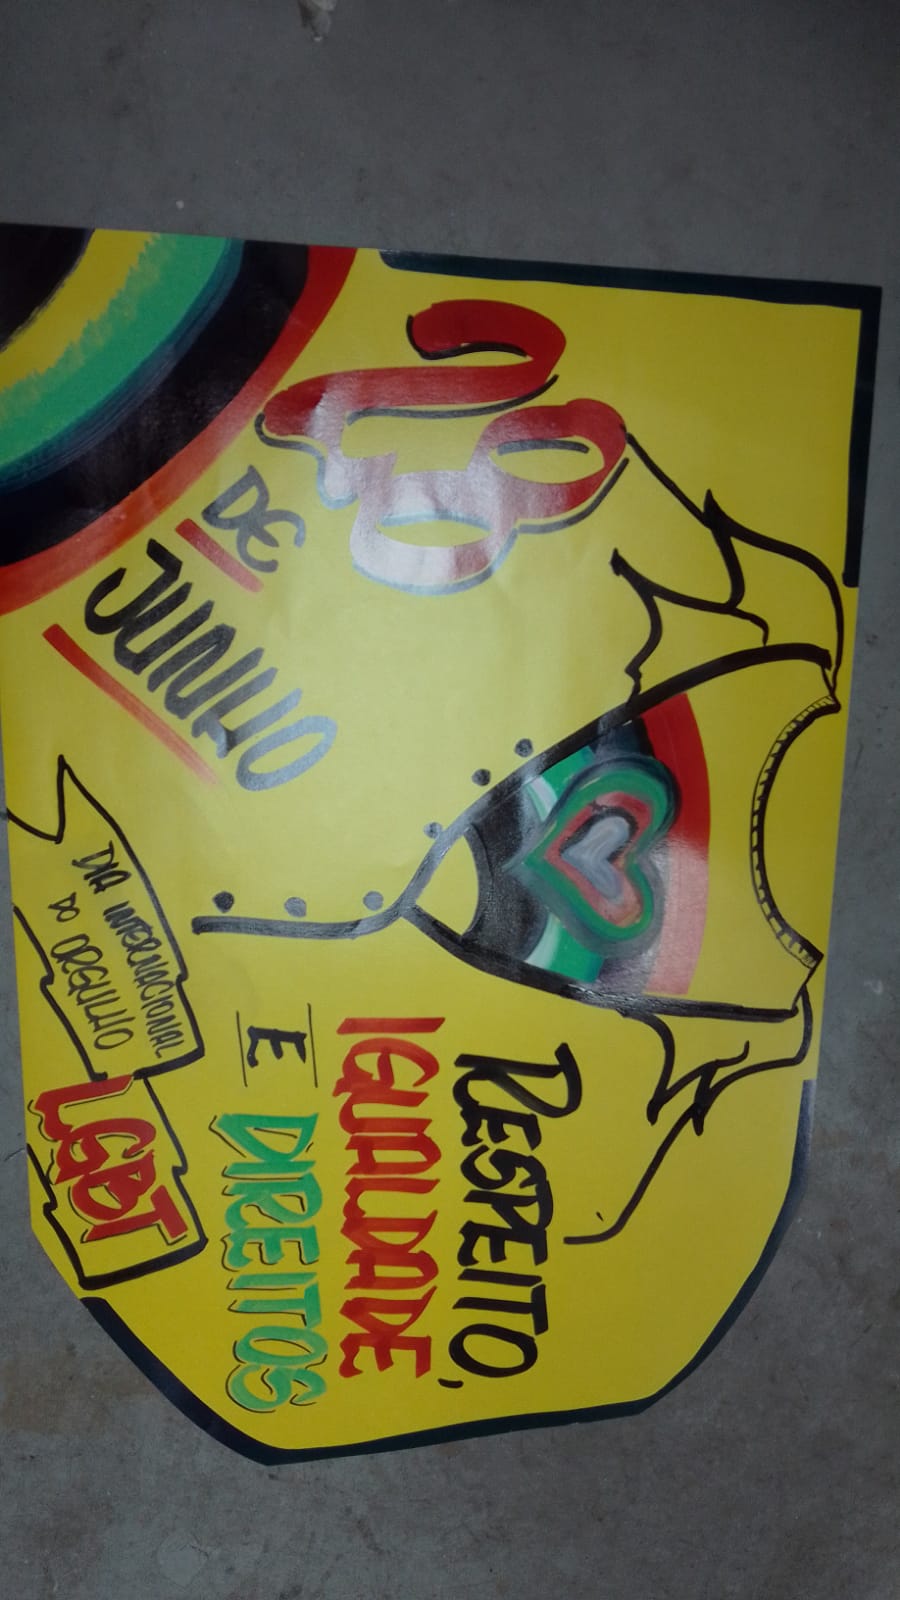 28
DE
JUNHO
RESPEITO,
IGUALDADE
E DIREITOS
DIA INTERNACIONAL
DO ORGULHO
LGBT